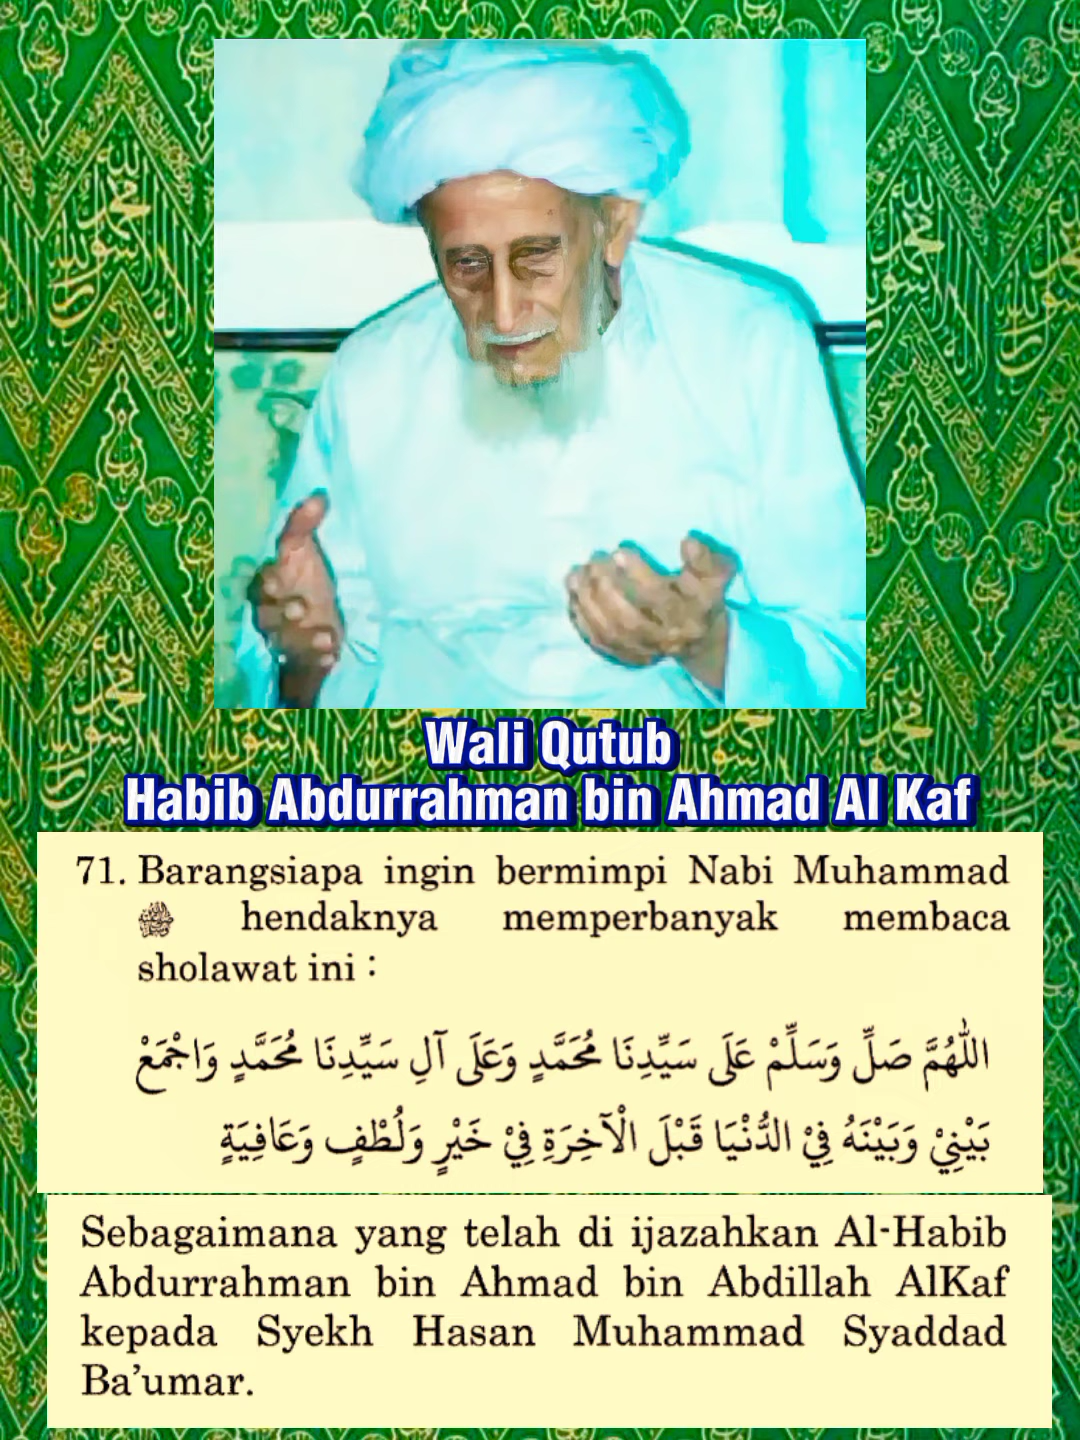 Wali Qutub
Habib Abdurrahman bin Ahmad Al Kaf
71. Barangsiapa ingin bermimpi Nabi Muhammad
ﷺ hendaknya memperbanyak membaca
sholawat ini :
اللّٰهُمَّ صَلِّ وَسَلِّمْ عَلَى سَيِّدِنَا مُحَمَّدٍ وَعَلَى آلِ سَيِّدِنَا مُحَمَّدٍ وَاجْمَعْ
بَيْنِيْ وَبَيْنَهُ فِيْ الدُّنْيَا قَبْلَ الْآخِرَةِ فِيْ خَيْرٍ وَلُطْفٍ وَعَافِيَةٍ
Sebagaimana yang telah di ijazahkan Al-Habib
Abdurrahman bin Ahmad bin Abdillah AlKaf
kepada Syekh Hasan Muhammad Syaddad
Ba'umar.